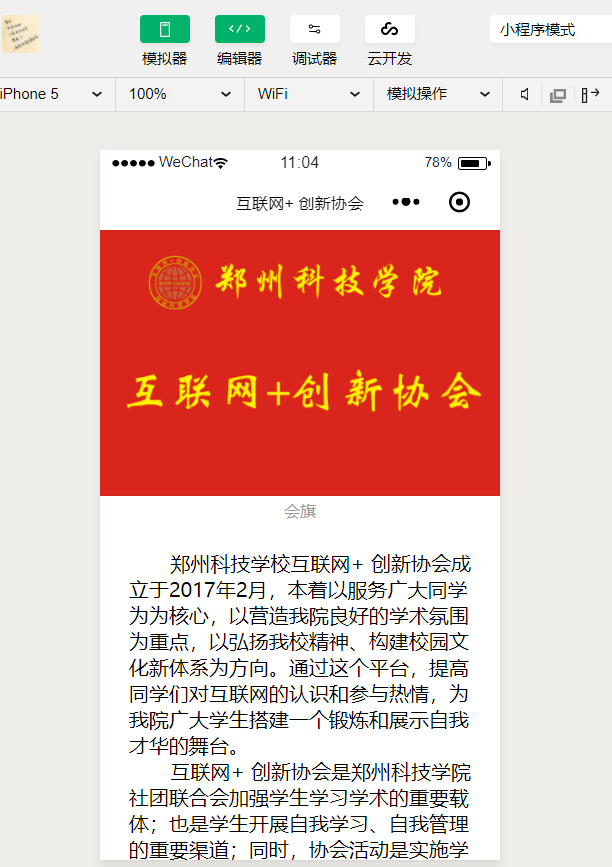 模拟器 编辑器 调试器 云开发 小程序模式
iPhone 5 100% WiFi 模拟操作
WeChat 11:04 78%
互联网+ 创新协会
郑州科技学院
互联网+创新协会
会旗
郑州科技学校互联网+ 创新协会成
立于2017年2月，本着以服务广大同学
为为核心，以营造我院良好的学术氛围
为重点，以弘扬我校精神、构建校园文
化新体系为方向。通过这个平台，提高
同学们对互联网的认识和参与热情，为
我院广大学生搭建一个锻炼和展示自我
才华的舞台。
互联网+ 创新协会是郑州科技学院
社团联合会加强学生学习学术的重要载
体；也是学生开展自我学习、自我管理
的重要渠道；同时，协会活动是实施学